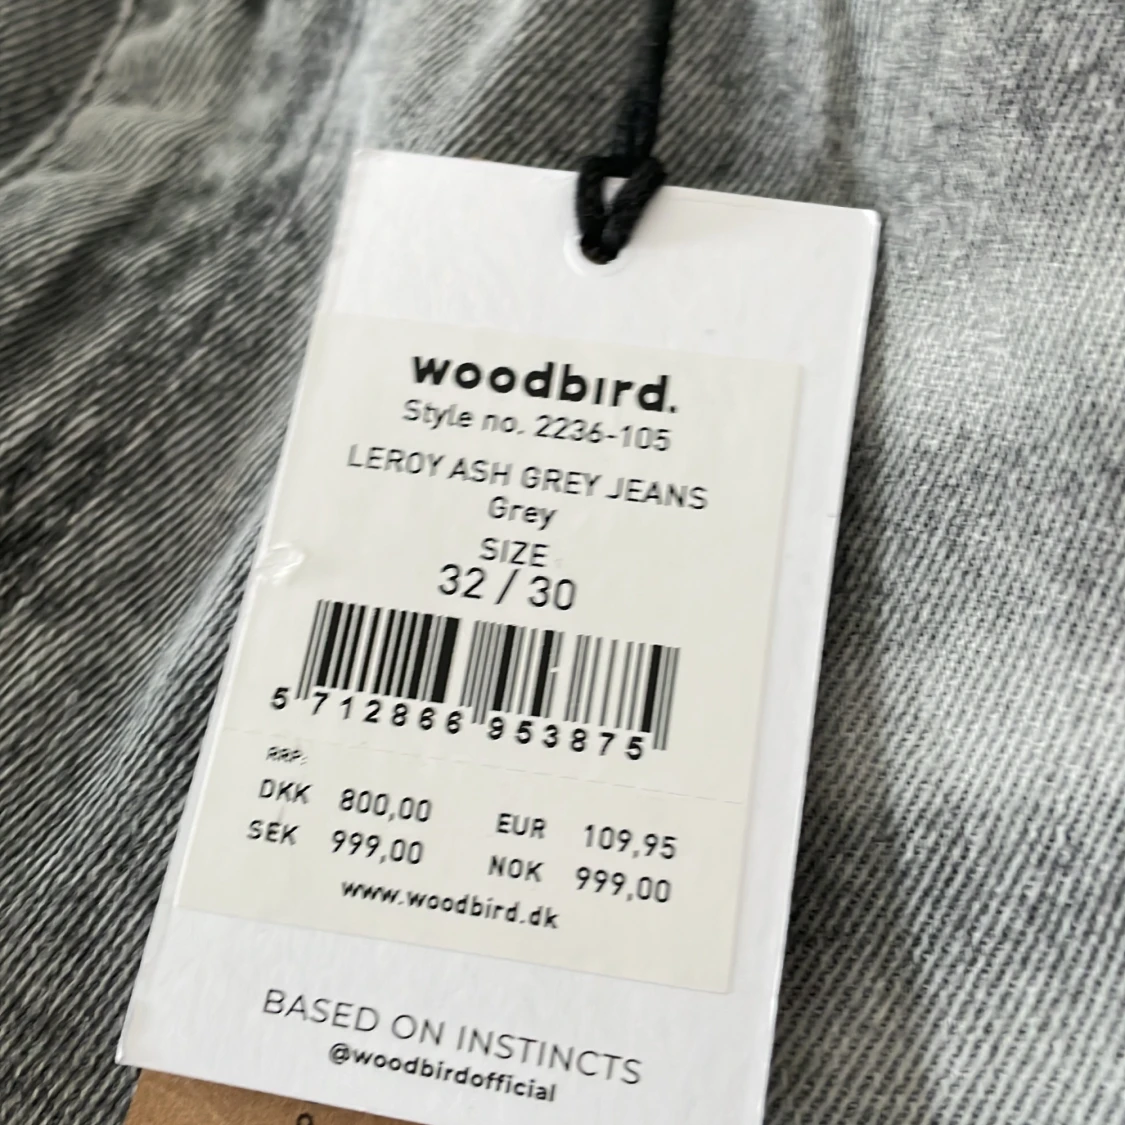 woodbird.
Style no. 2236-105
LEROY ASH GREY JEANS
Grey
SIZE
32 / 30
5 712866 953875
RRP:
DKK 800,00 EUR 109,95
SEK 999,00 NOK 999,00
www.woodbird.dk
BASED ON INSTINCTS
@woodbirdofficial